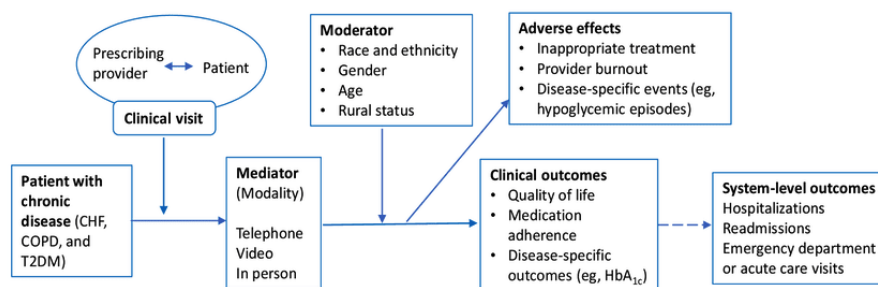 Prescribing
provider
Patient
Clinical visit
Moderator
• Race and ethnicity
• Gender
• Age
• Rural status
Adverse effects
• Inappropriate treatment
• Provider burnout
• Disease-specific events (eg,
hypoglycemic episodes)
Patient with
chronic
disease (CHF,
COPD, and
T2DM)
Mediator
(Modality)
Telephone
Video
In person
Clinical outcomes
• Quality of life
• Medication
adherence
• Disease-specific
outcomes (eg, HbA1c)
System-level outcomes
Hospitalizations
Readmissions
Emergency department
or acute care visits